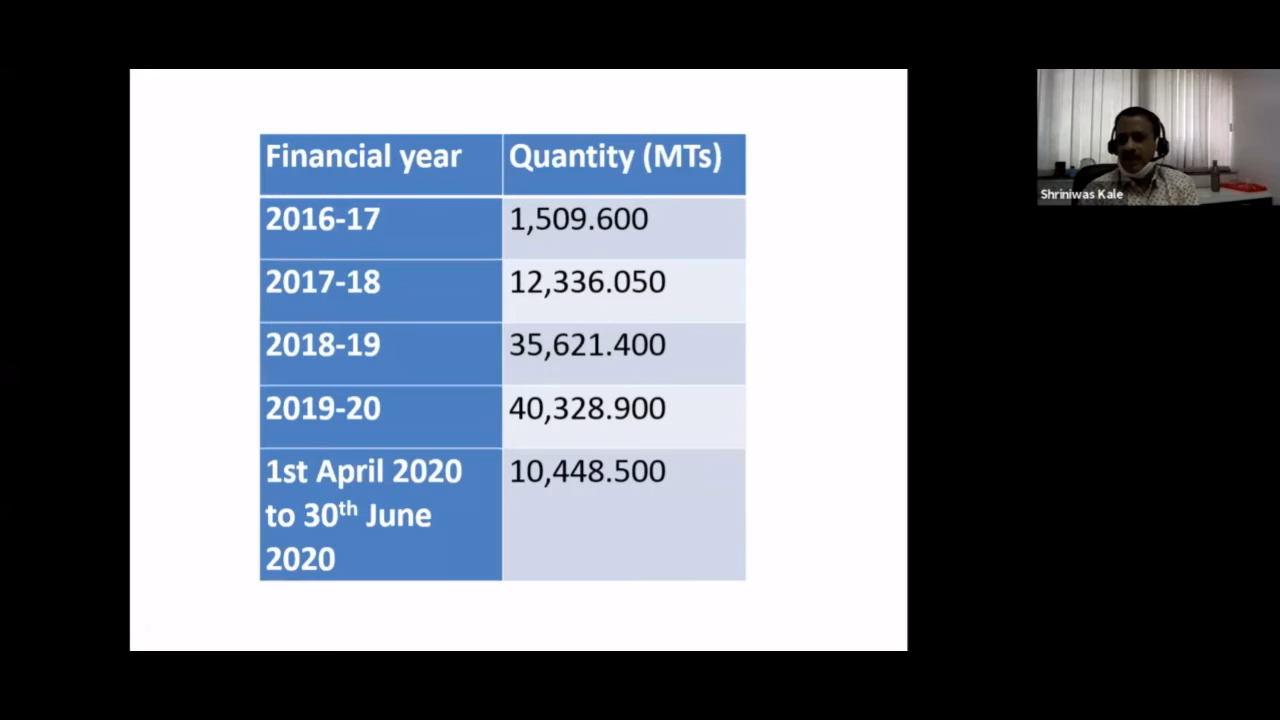 Financial year Quantity (MTs)
2016-17 1,509.600
2017-18 12,336.050
2018-19 35,621.400
2019-20 40,328.900
1st April 2020 10,448.500
to 30th June
2020
Shriniwas Kale